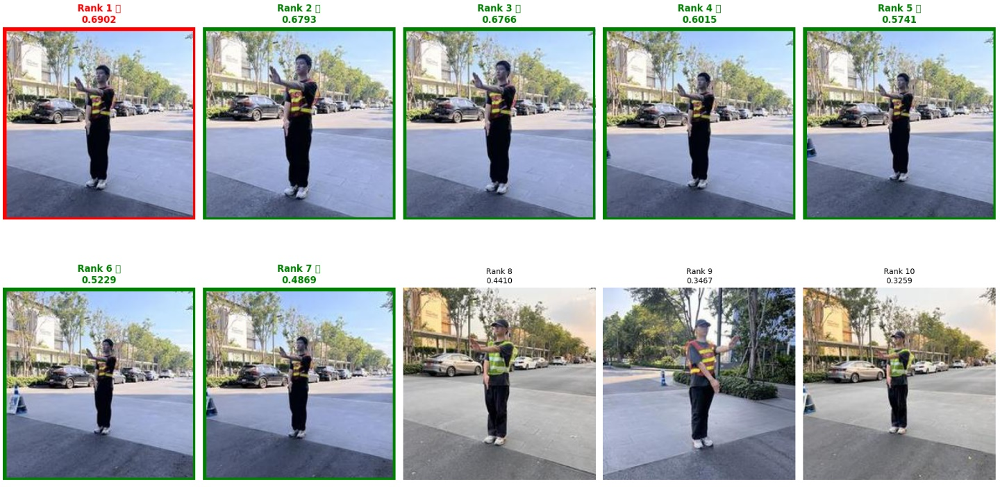 Rank 1 ▯
0.6902
Rank 2 ▯
0.6793
Rank 3 ▯
0.6766
Rank 4 ▯
0.6015
Rank 5 ▯
0.5741
Rank 6 ▯
0.5229
Rank 7 ▯
0.4869
Rank 8
0.4410
Rank 9
0.3467
Rank 10
0.3259